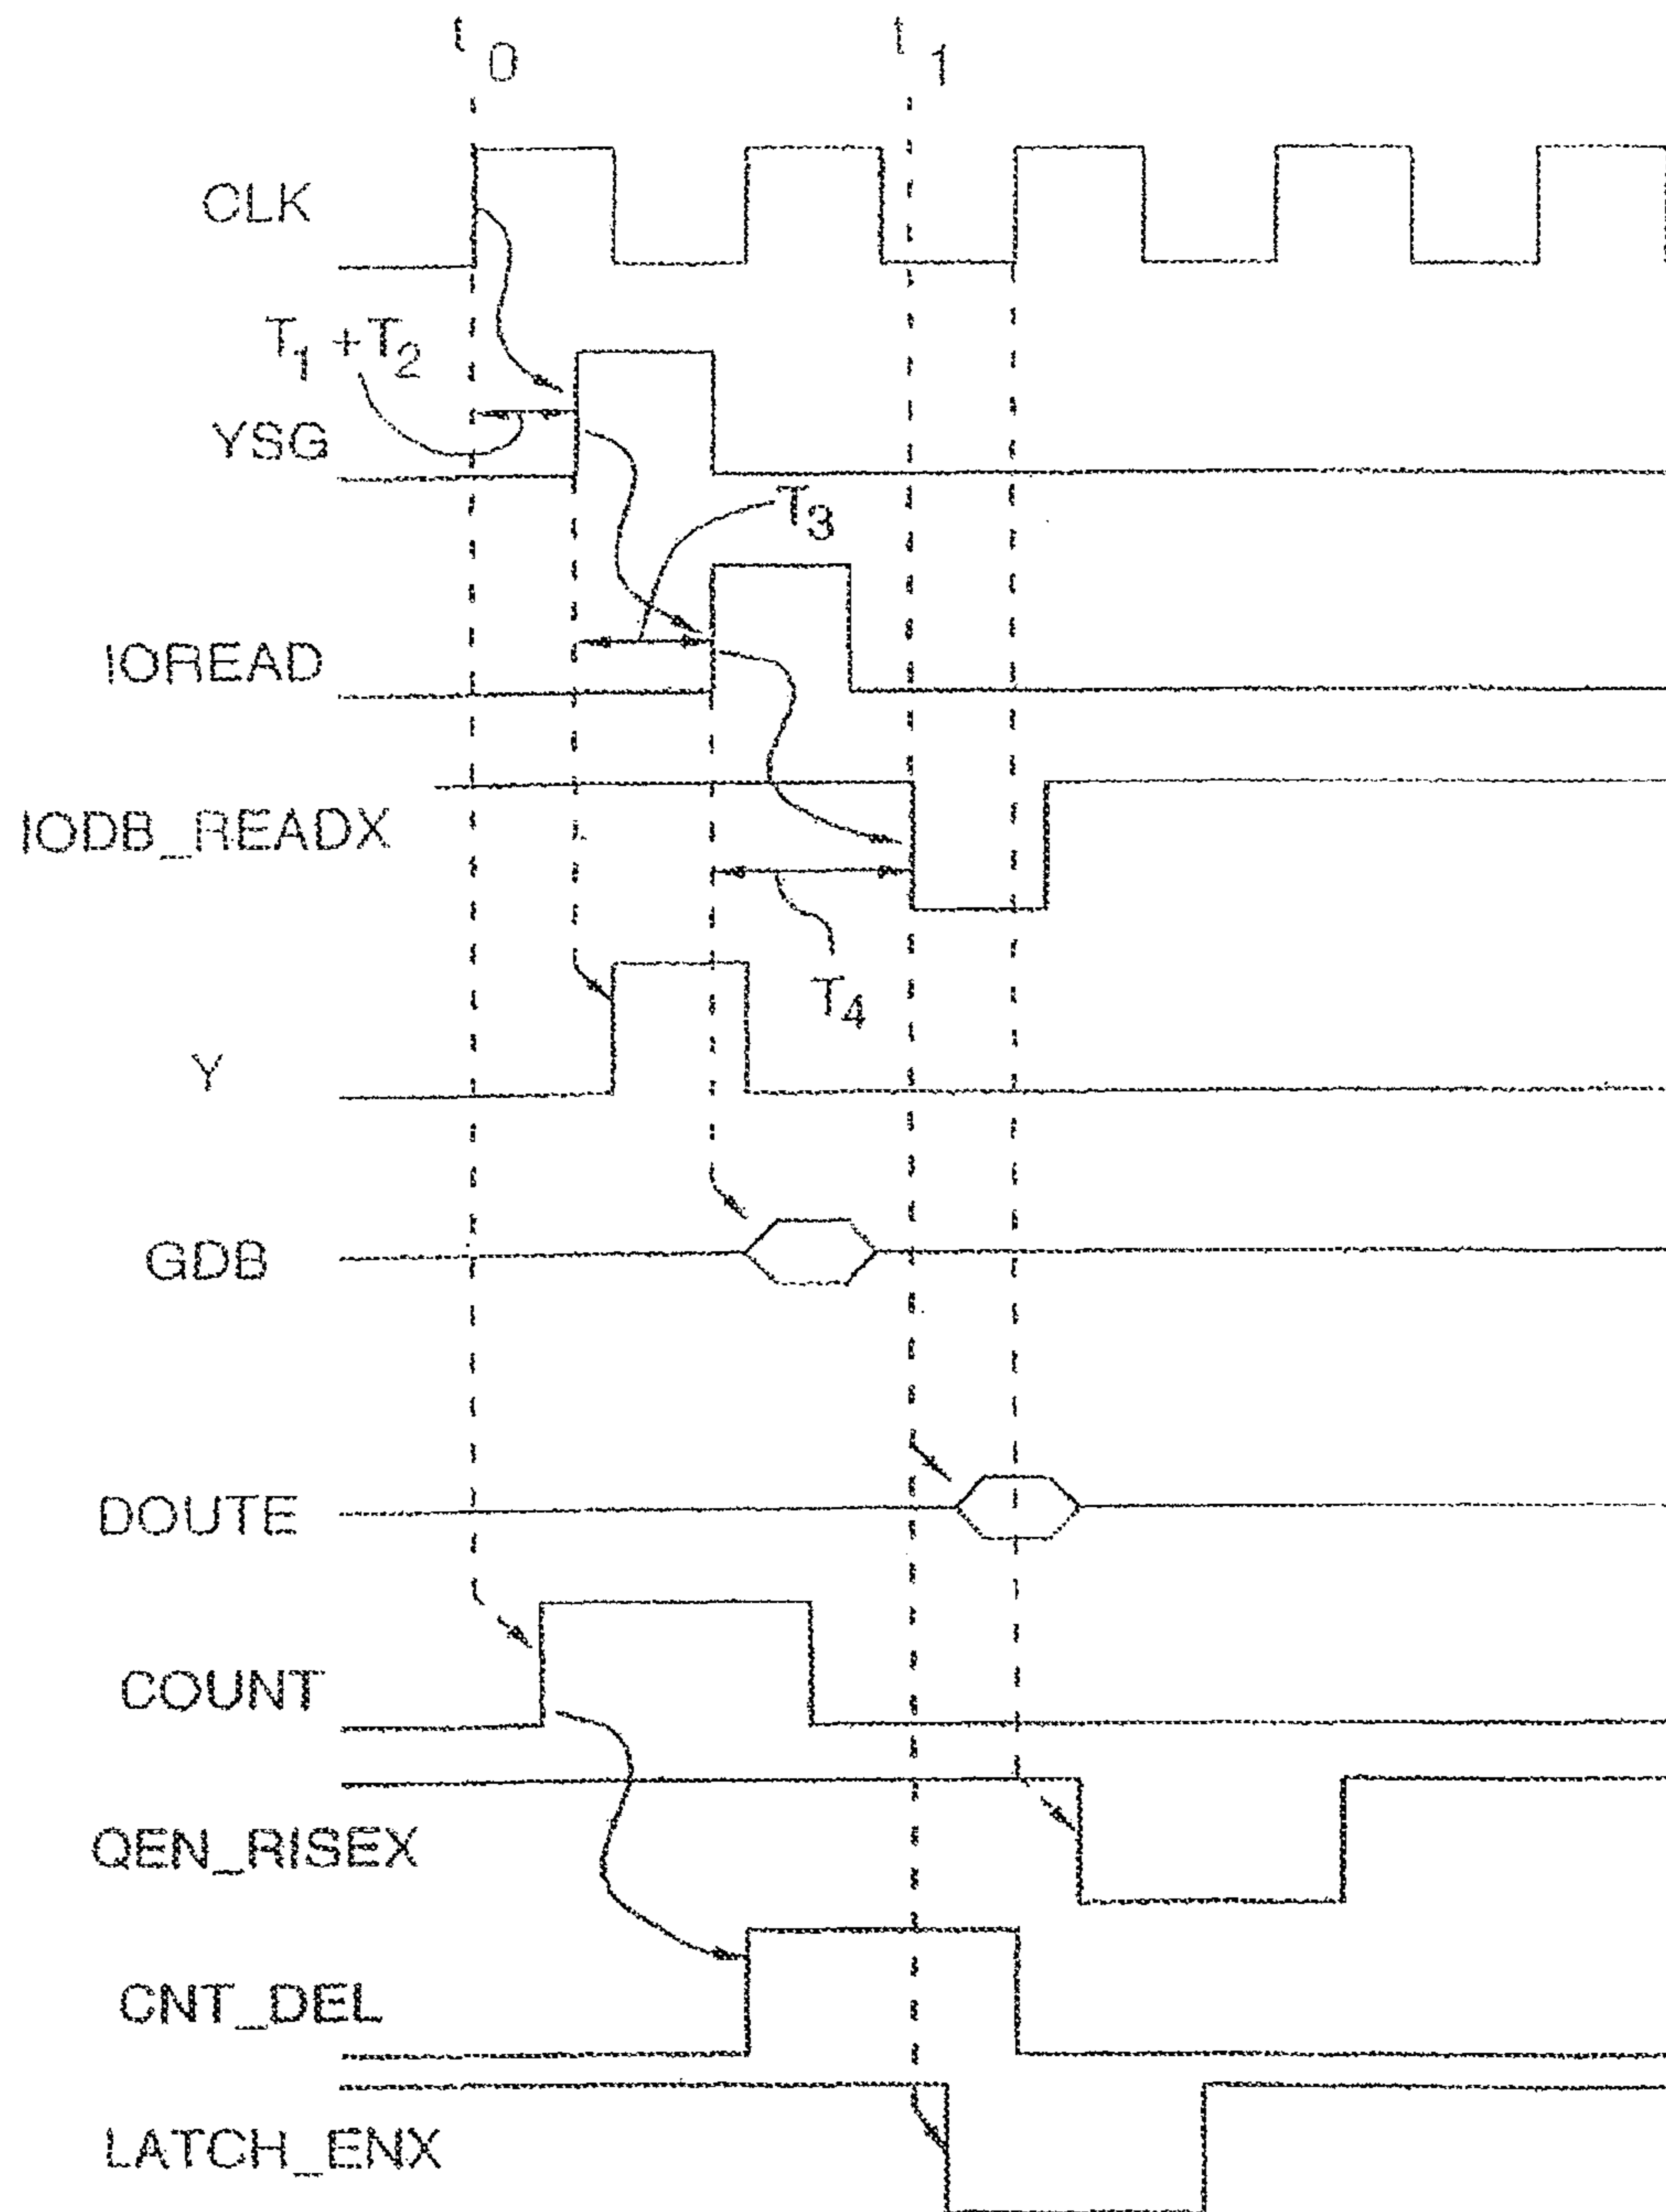 t0 t1
CLK
T1 + T2
YSG
T3
IOREAD
IODB_READX
T4
Y
GDB
DOUTE
COUNT
QEN_RISEX
CNT_DEL
LATCH_ENX